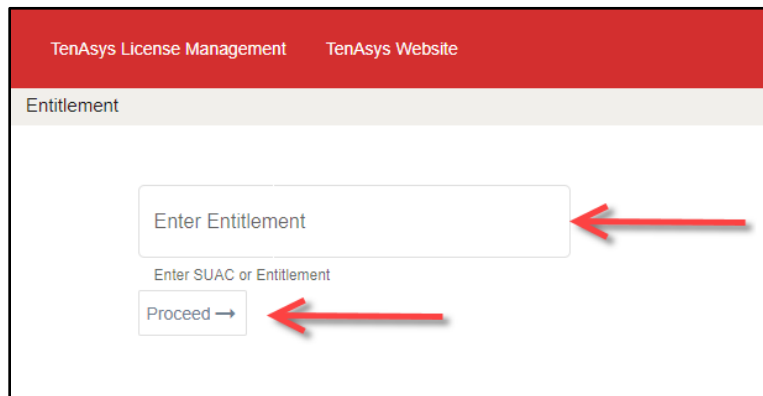 TenAsys License Management TenAsys Website
Entitlement
Enter Entitlement
Enter SUAC or Entitlement
Proceed →